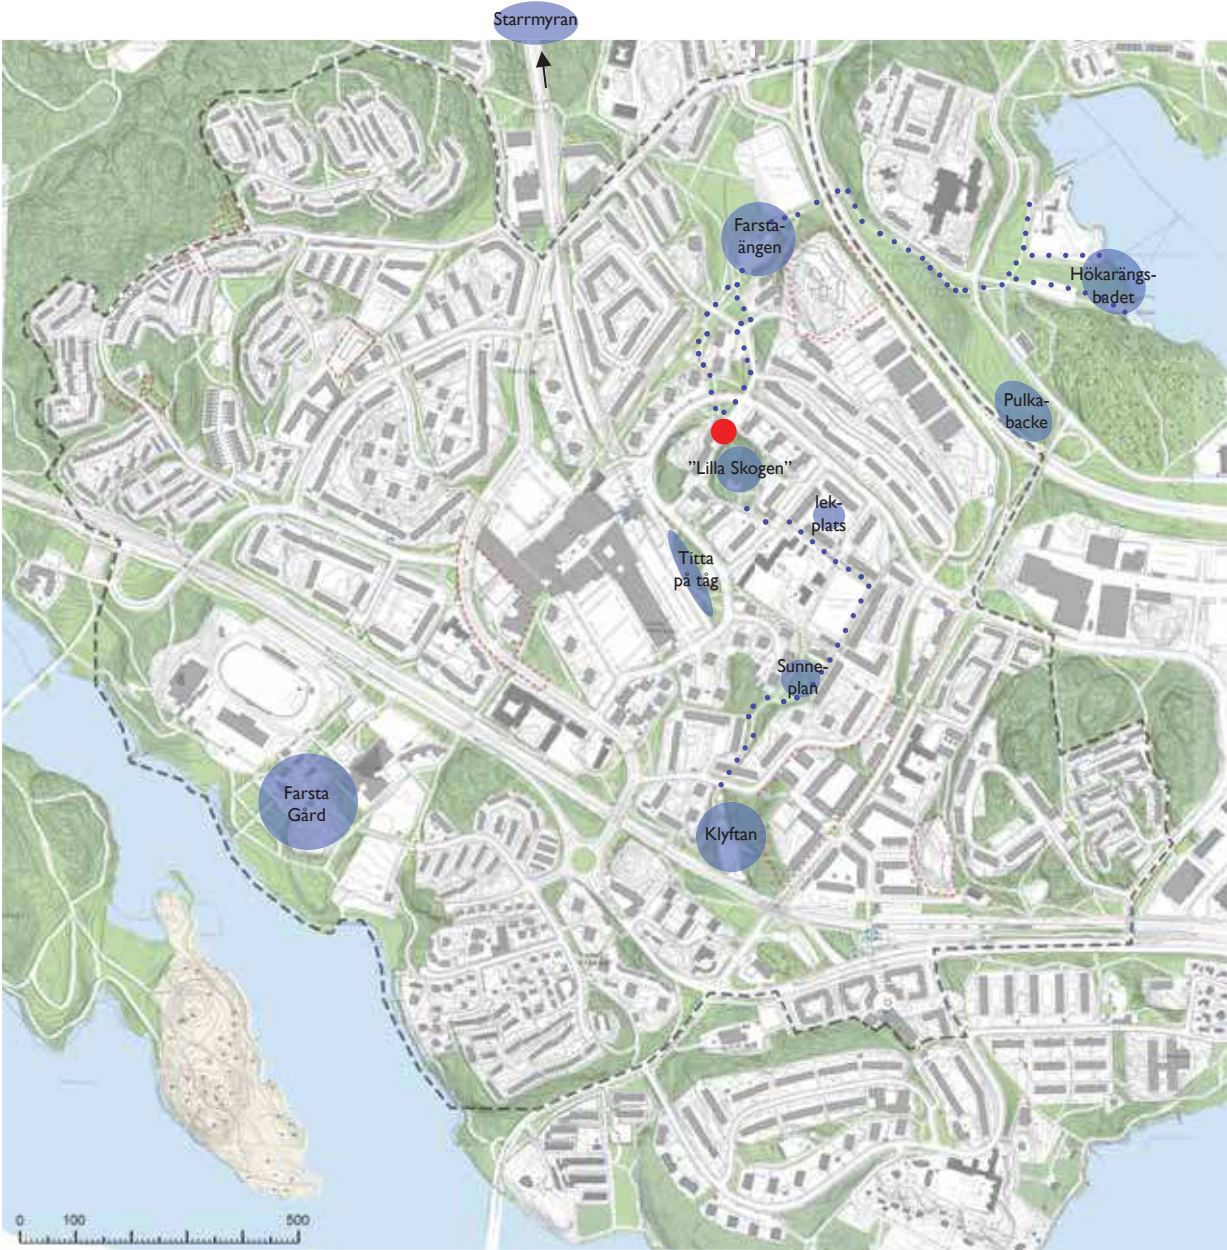 Starrmyran
Farsta-
ängen
Hökarängs-
badet
Pulka-
backe
”Lilla Skogen”
lek-
plats
Titta
på tåg
Sunne-
plan
Farsta
Gård
Klyftan
0 100 500